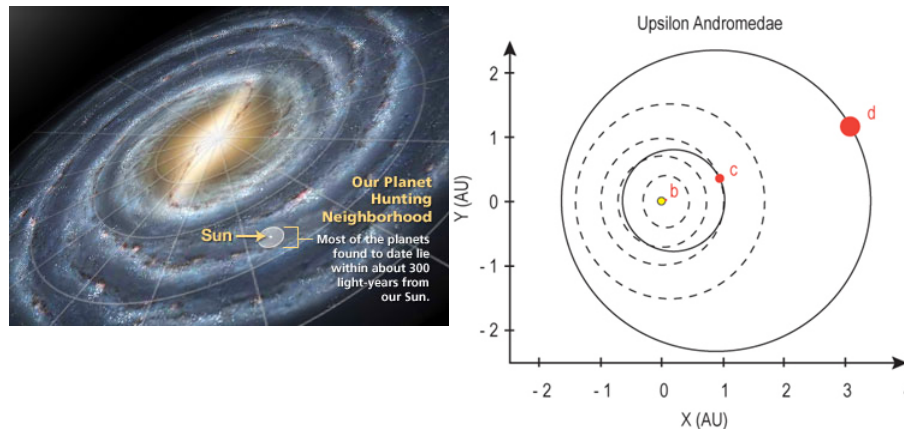 Our Planet
Hunting
Neighborhood
Sun
Most of the planets
found to date lie
within about 300
light-years from
our Sun.
Upsilon Andromedae
2
1
0
- 1
- 2
Y (AU)
d
c
b
- 2
- 1
0
1
2
3
X (AU)